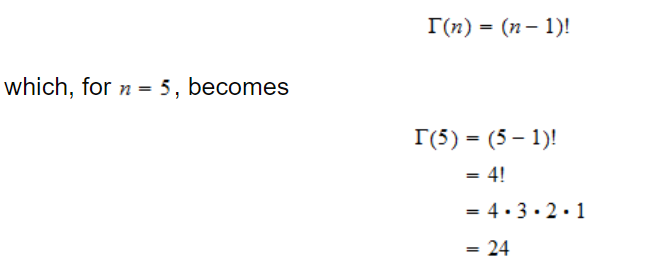 Γ(n) = (n − 1)!
which, for n = 5, becomes
Γ(5) = (5 − 1)!
= 4!
= 4 • 3 • 2 • 1
= 24